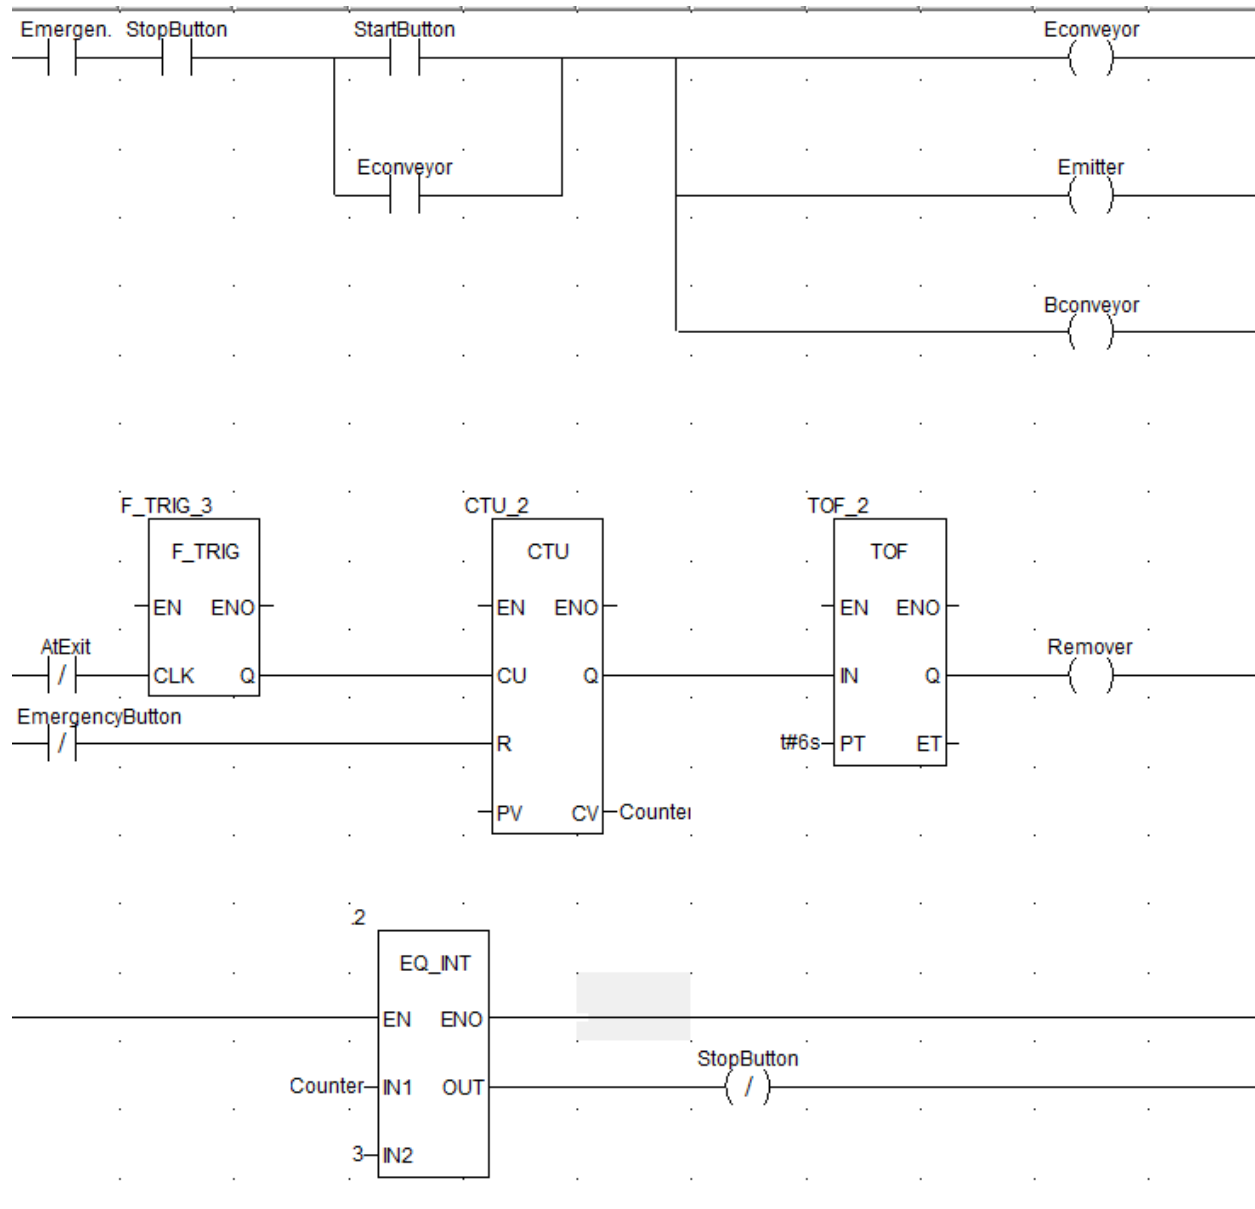 Emergen. StopButton StartButton Econveyor
Econveyor Emitter
Bconveyor
F_TRIG_3 CTU_2 TOF_2
F_TRIG CTU TOF
EN ENO EN ENO EN ENO
AtExit Remover
/ CLK Q CU Q IN Q
EmergencyButton
/ R t#6s PT ET
PV CV Counter
.2
EQ_INT
EN ENO
StopButton
Counter IN1 OUT /
3 IN2